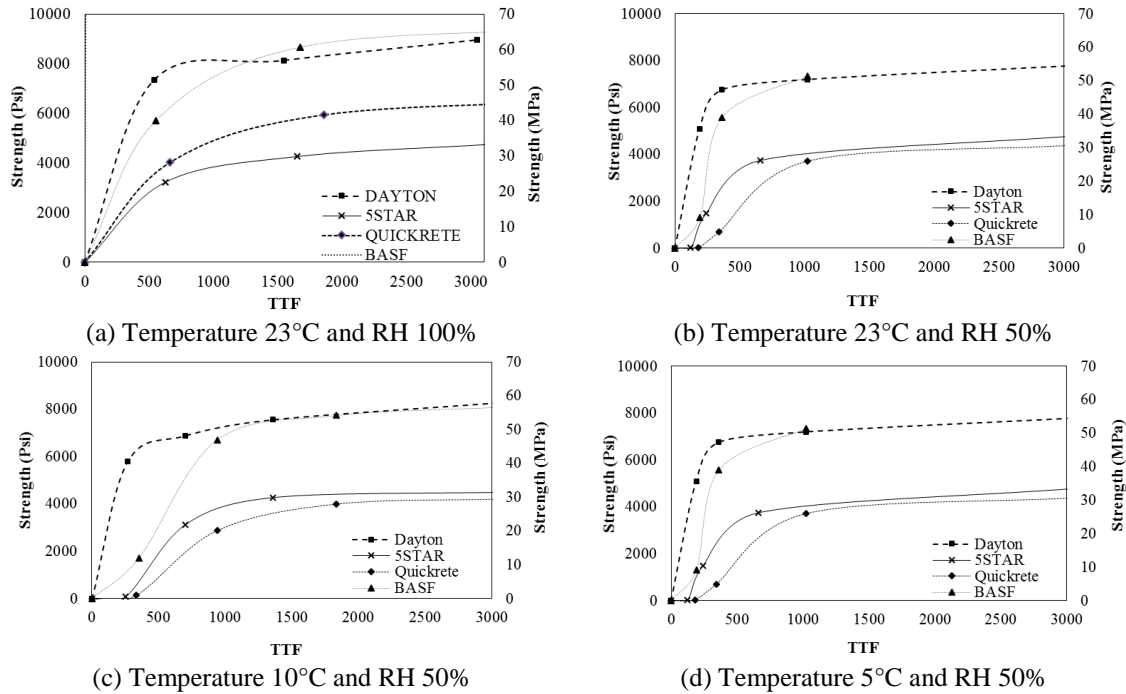 10000
8000
6000
4000
2000
0
Strength (Psi)
70
60
50
40
30
20
10
0
Strength (MPa)
DAYTON
5STAR
QUICKRETE
BASF
0 500 1000 1500 2000 2500 3000
TTF
(a) Temperature 23°C and RH 100%
10000
8000
6000
4000
2000
0
Strength (Psi)
70
60
50
40
30
20
10
0
Strength (MPa)
Dayton
5STAR
Quickrete
BASF
0 500 1000 1500 2000 2500 3000
TTF
(b) Temperature 23°C and RH 50%
10000
8000
6000
4000
2000
0
Strength (Psi)
70
60
50
40
30
20
10
0
Strength (MPa)
Dayton
5STAR
Quickrete
BASF
0 500 1000 1500 2000 2500 3000
TTF
(c) Temperature 10°C and RH 50%
10000
8000
6000
4000
2000
0
Strength (Psi)
70
60
50
40
30
20
10
0
Strength (MPa)
Dayton
5STAR
Quickrete
BASF
0 500 1000 1500 2000 2500 3000
TTF
(d) Temperature 5°C and RH 50%